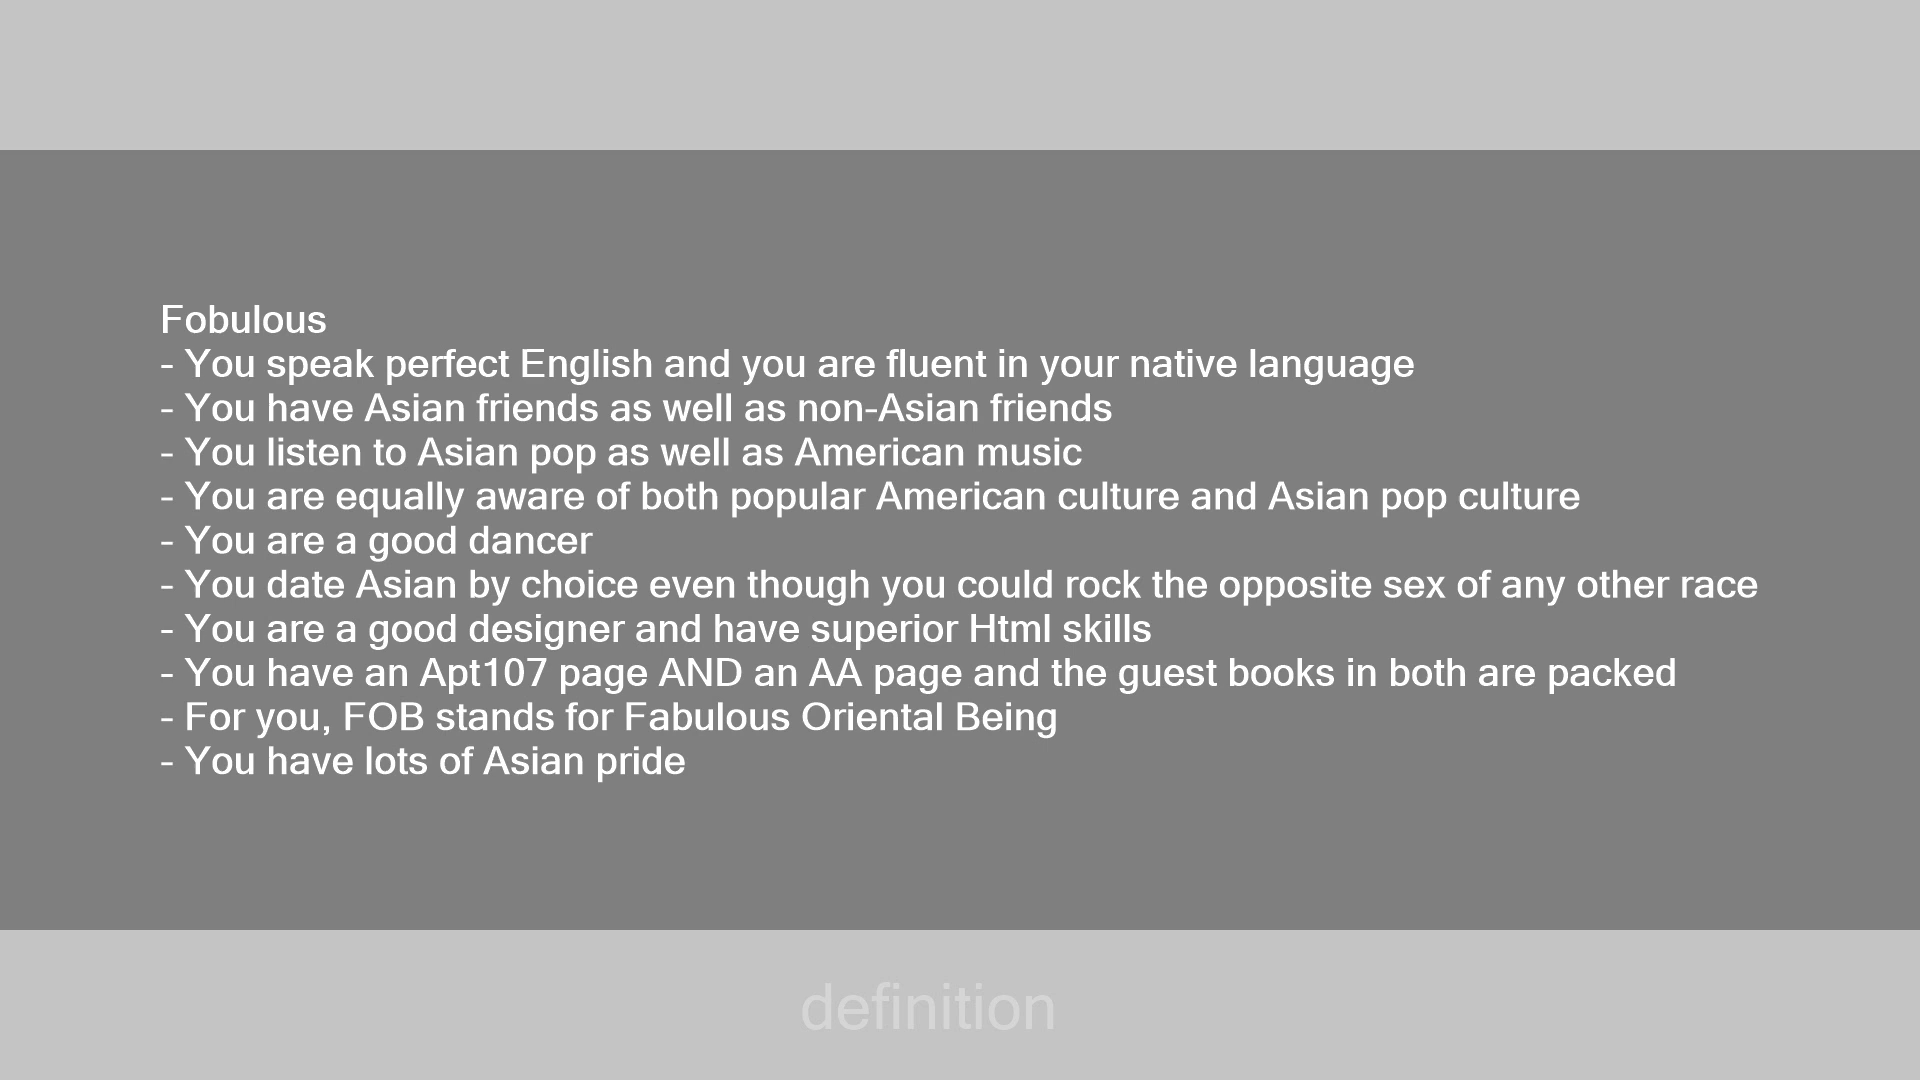 Fobulous
- You speak perfect English and you are fluent in your native language
- You have Asian friends as well as non-Asian friends
- You listen to Asian pop as well as American music
- You are equally aware of both popular American culture and Asian pop culture
- You are a good dancer
- You date Asian by choice even though you could rock the opposite sex of any other race
- You are a good designer and have superior Html skills
- You have an Apt107 page AND an AA page and the guest books in both are packed
- For you, FOB stands for Fabulous Oriental Being
- You have lots of Asian pride
definition